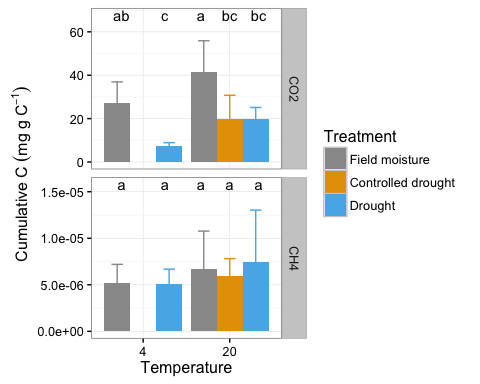 ab c a bc bc
60
40
20
0
CO2
a a a a a
1.5e-05
1.0e-05
5.0e-06
0.0e+00
CH4
4 20
Temperature
Cumulative C (mg g C⁻¹)
Treatment
Field moisture
Controlled drought
Drought